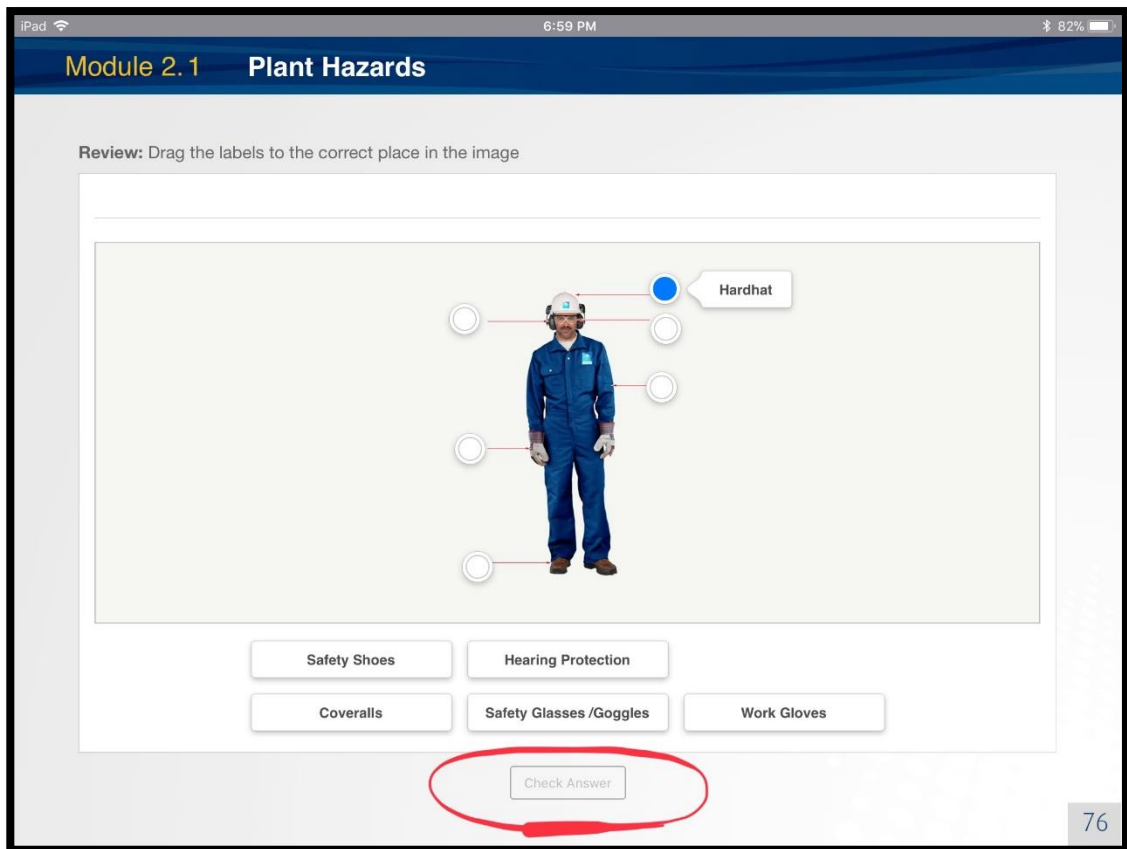 iPad 6:59 PM 82%
Module 2.1 Plant Hazards
Review: Drag the labels to the correct place in the image
Hardhat
Safety Shoes Hearing Protection
Coveralls Safety Glasses /Goggles Work Gloves
Check Answer
76